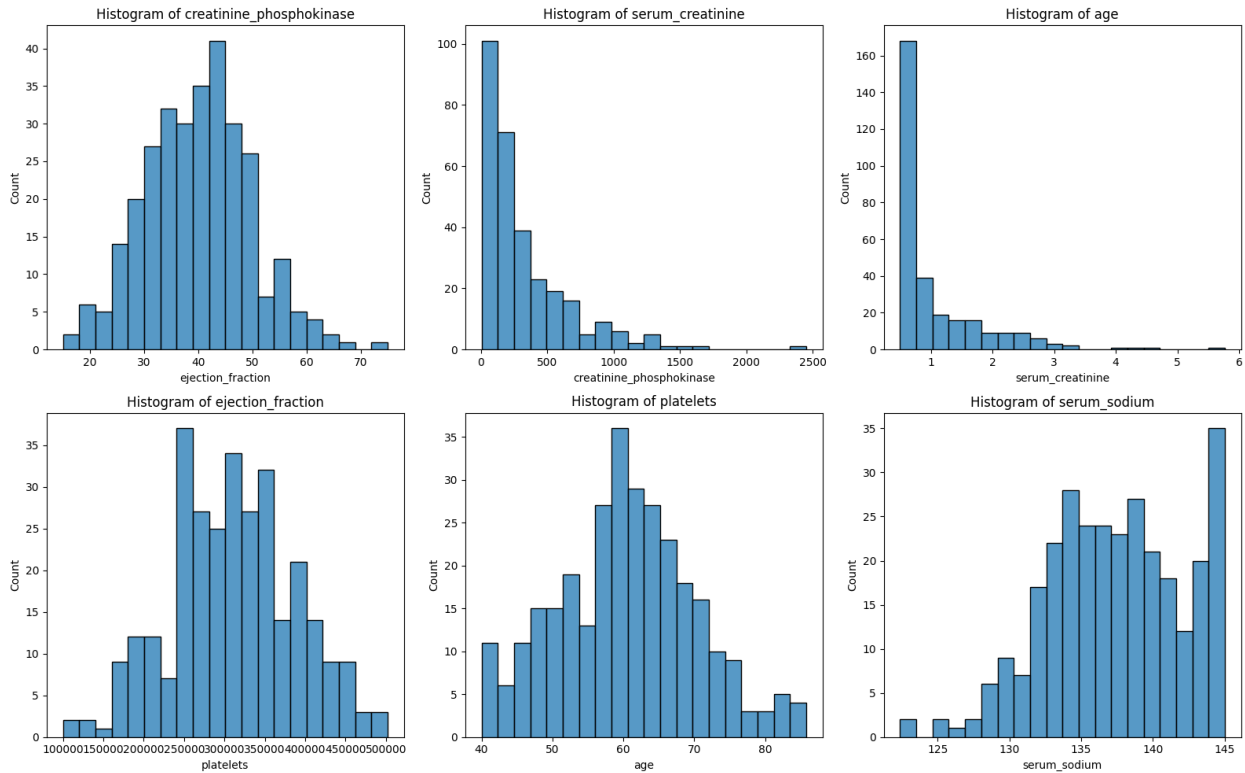 Histogram of creatinine_phosphokinase
Count
40
35
30
25
20
15
10
5
0
20 30 40 50 60 70
ejection_fraction
Histogram of serum_creatinine
Count
100
80
60
40
20
0
0 500 1000 1500 2000 2500
creatinine_phosphokinase
Histogram of age
Count
160
140
120
100
80
60
40
20
0
1 2 3 4 5 6
serum_creatinine
Histogram of ejection_fraction
Count
35
30
25
20
15
10
5
0
100000150000200000250000300000350000400000450000500000
platelets
Histogram of platelets
Count
35
30
25
20
15
10
5
0
40 50 60 70 80
age
Histogram of serum_sodium
Count
35
30
25
20
15
10
5
0
125 130 135 140 145
serum_sodium